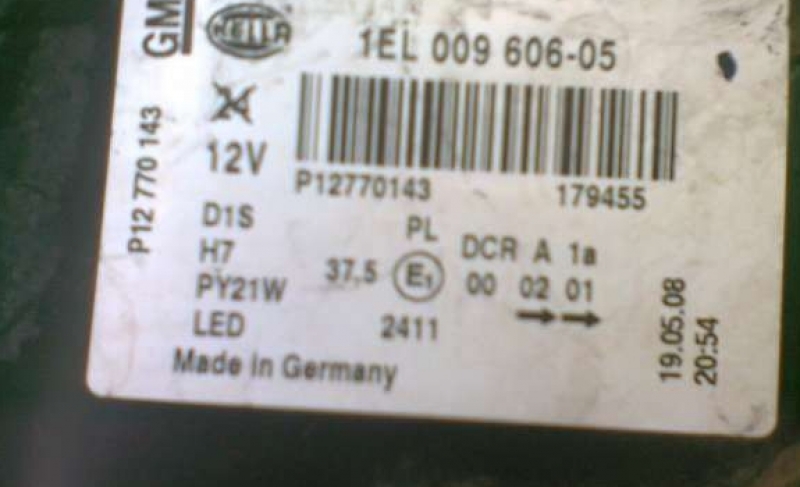 GM
HELLA
1EL 009 606-05
P12 770 143
12V
P12770143 179455
D1S PL DCR A 1a
H7 37.5 E1 00 02 01
PY21W
LED 2411
Made in Germany
19.05.08
20:54